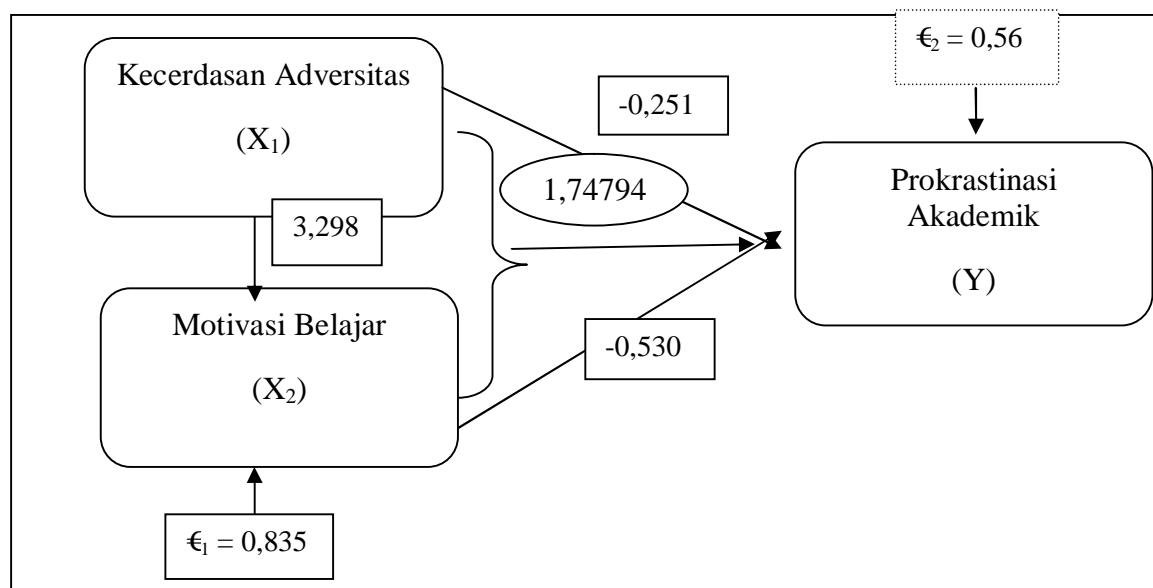 €₂ = 0,56
Kecerdasan Adversitas
(X₁)
-0,251
1,74794
Prokrastinasi
Akademik
(Y)
3,298
Motivasi Belajar
(X₂)
-0,530
€₁ = 0,835